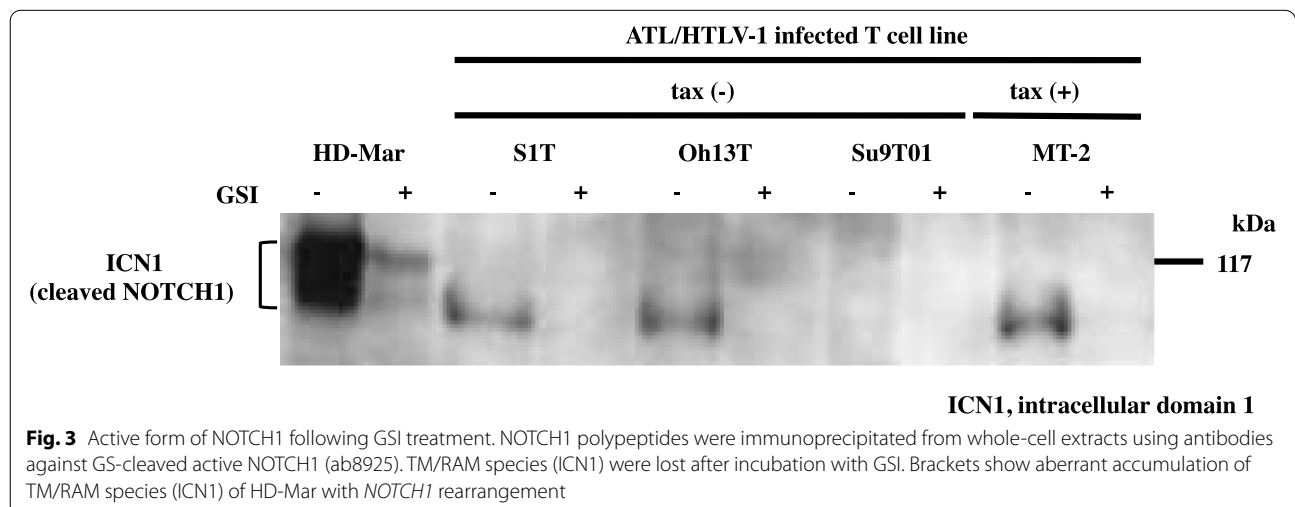 ATL/HTLV-1 infected T cell line
tax (-) tax (+)
HD-Mar S1T Oh13T Su9T01 MT-2
GSI - + - + - + - + - +
kDa
ICN1
(cleaved NOTCH1)
117
ICN1, intracellular domain 1
Fig. 3 Active form of NOTCH1 following GSI treatment. NOTCH1 polypeptides were immunoprecipitated from whole-cell extracts using antibodies
against GS-cleaved active NOTCH1 (ab8925). TM/RAM species (ICN1) were lost after incubation with GSI. Brackets show aberrant accumulation of
TM/RAM species (ICN1) of HD-Mar with NOTCH1 rearrangement